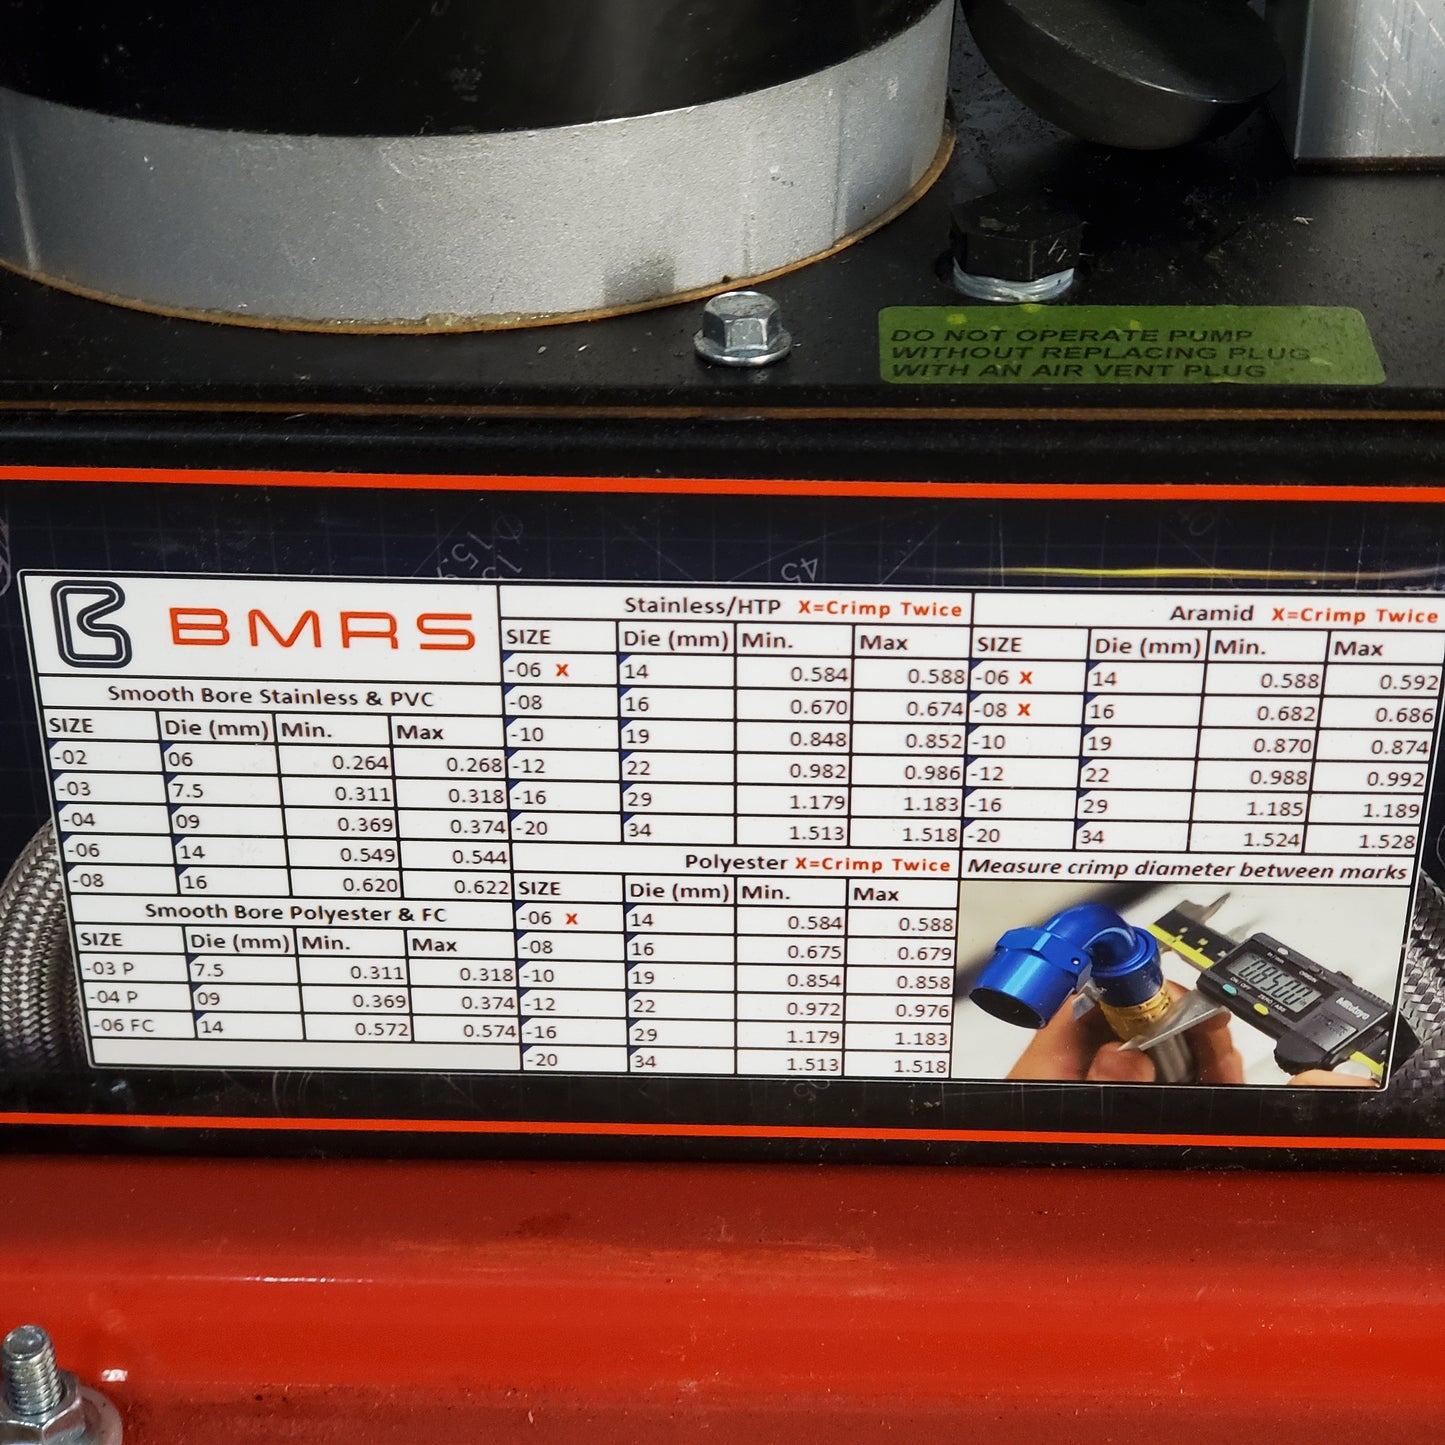 DO NOT OPERATE PUMP
WITHOUT REPLACING PLUG
WITH AN AIR VENT PLUG
45
BMRS
Smooth Bore Stainless & PVC
SIZE Die (mm) Min. Max
-02 06 0.264 0.268
-03 7.5 0.311 0.318
-04 09 0.369 0.374
-06 14 0.549 0.544
-08 16 0.620 0.622
Smooth Bore Polyester & FC
SIZE Die (mm) Min. Max
-03 P 7.5 0.311 0.318
-04 P 09 0.369 0.374
-06 FC 14 0.572 0.574
Stainless/HTP X=Crimp Twice
SIZE Die (mm) Min. Max
-06 X 14 0.584 0.588
-08 16 0.670 0.674
-10 19 0.848 0.852
-12 22 0.982 0.986
-16 29 1.179 1.183
-20 34 1.513 1.518
Polyester X=Crimp Twice
SIZE Die (mm) Min. Max
-06 X 14 0.584 0.588
-08 16 0.675 0.679
-10 19 0.854 0.858
-12 22 0.972 0.976
-16 29 1.179 1.183
-20 34 1.513 1.518
Aramid X=Crimp Twice
SIZE Die (mm) Min. Max
-06 X 14 0.588 0.592
-08 X 16 0.682 0.686
-10 19 0.870 0.874
-12 22 0.988 0.992
-16 29 1.185 1.189
-20 34 1.524 1.528
Measure crimp diameter between marks
Mitutoyo